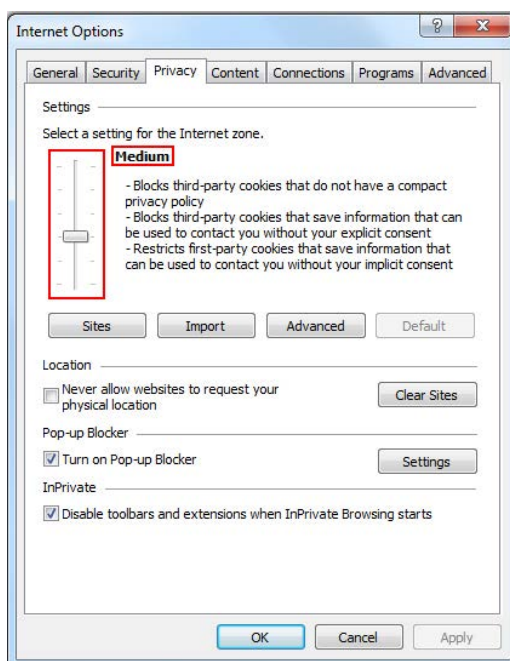 Internet Options
General Security Privacy Content Connections Programs Advanced
Settings
Select a setting for the Internet zone.
Medium
- Blocks third-party cookies that do not have a compact
privacy policy
- Blocks third-party cookies that save information that can
be used to contact you without your explicit consent
- Restricts first-party cookies that save information that
can be used to contact you without your implicit consent
Sites Import Advanced Default
Location
Never allow websites to request your
physical location
Clear Sites
Pop-up Blocker
Turn on Pop-up Blocker
Settings
InPrivate
Disable toolbars and extensions when InPrivate Browsing starts
OK Cancel Apply